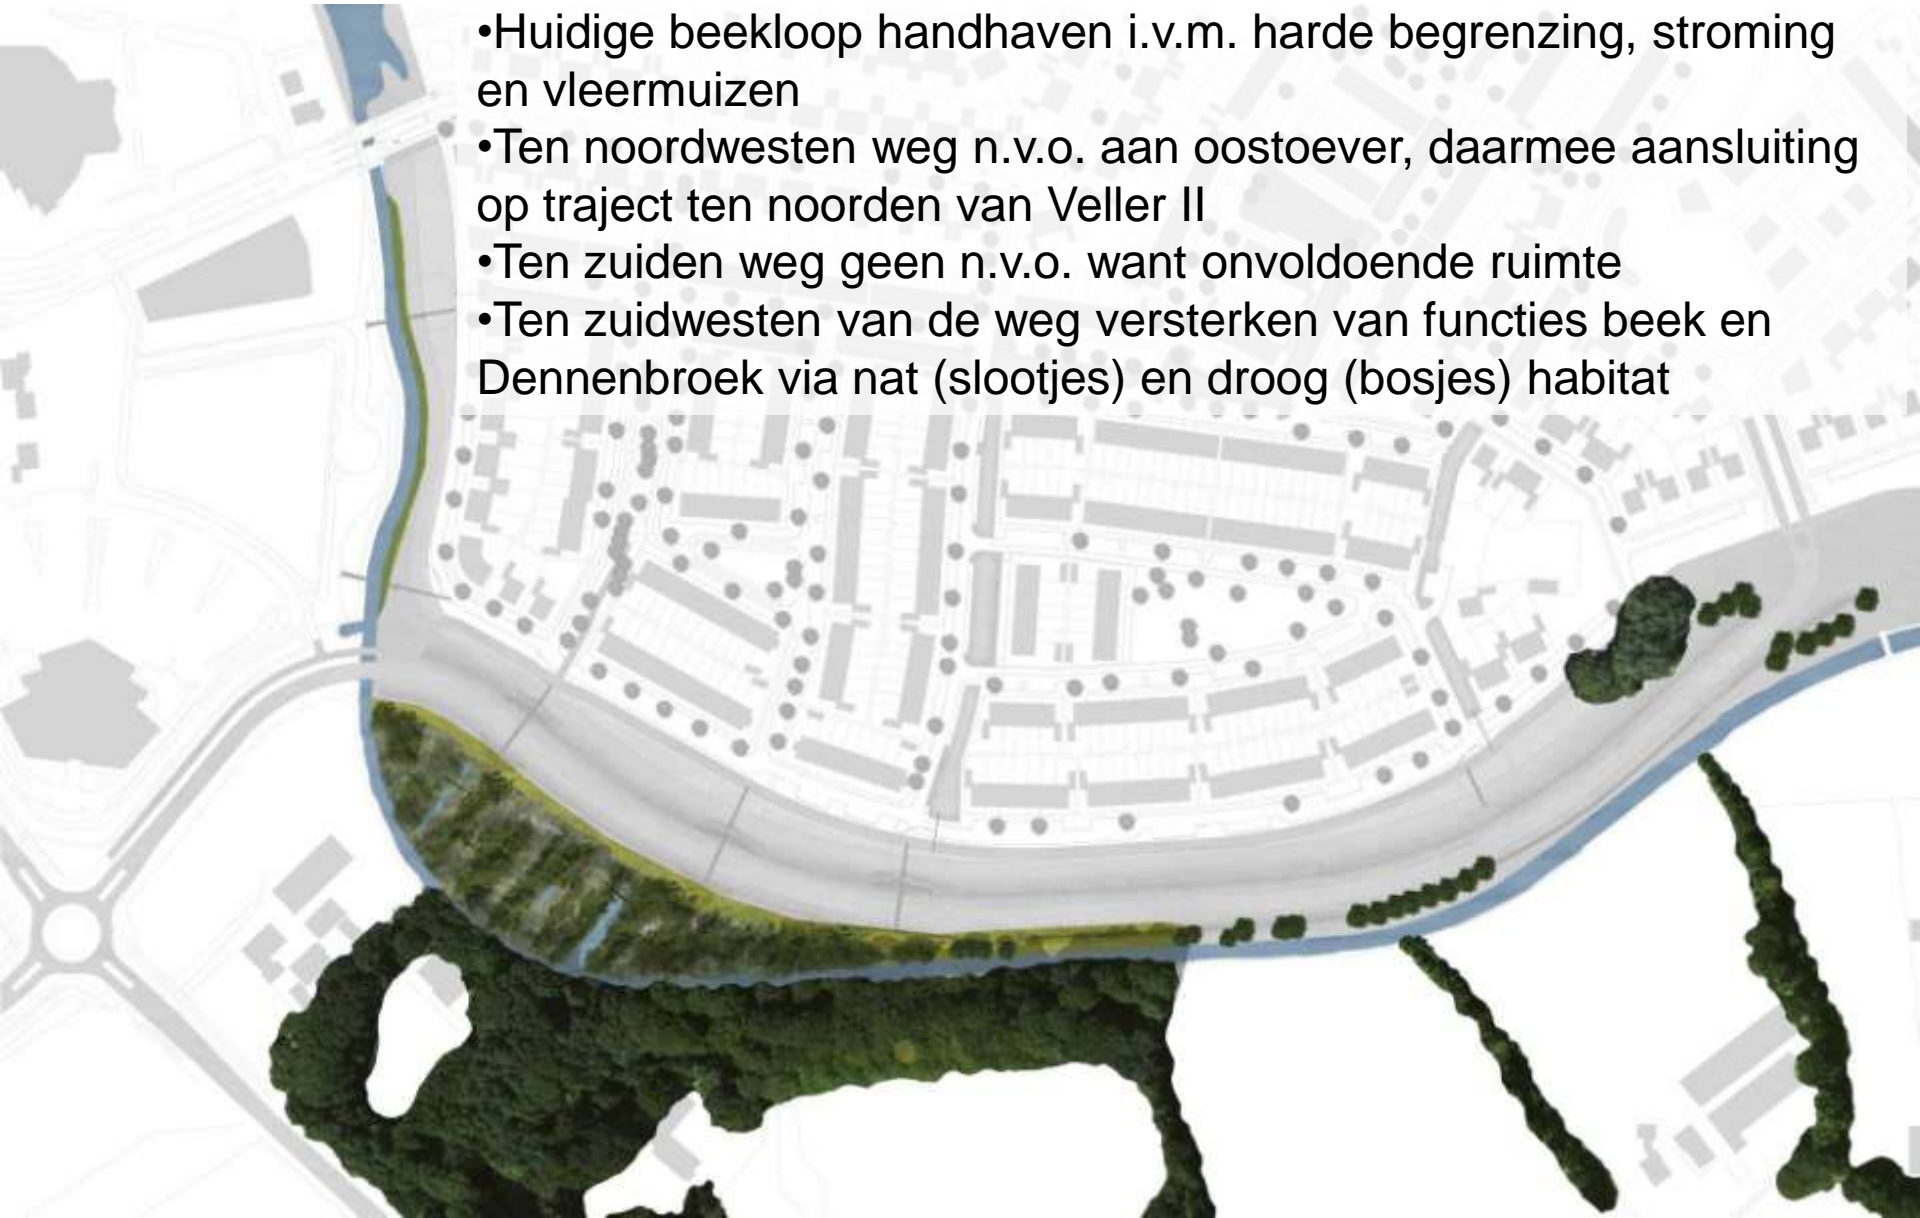 •Huidige beekloop handhaven i.v.m. harde begrenzing, stroming
en vleermuizen
•Ten noordwesten weg n.v.o. aan oostoever, daarmee aansluiting
op traject ten noorden van Veller II
•Ten zuiden weg geen n.v.o. want onvoldoende ruimte
•Ten zuidwesten van de weg versterken van functies beek en
Dennenbroek via nat (slootjes) en droog (bosjes) habitat